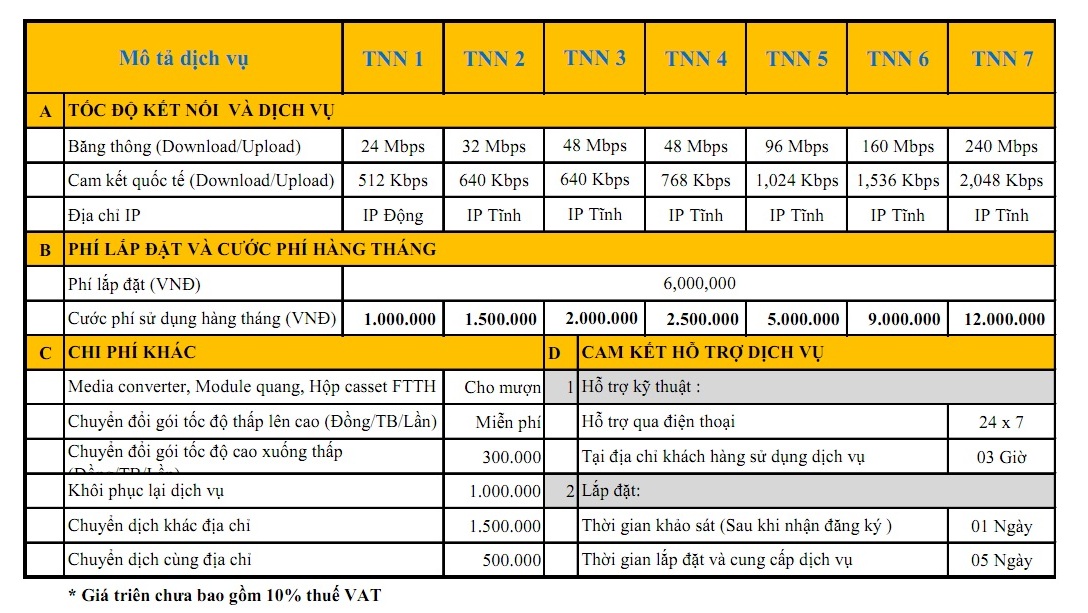 Mô tả dịch vụ TNN 1 TNN 2 TNN 3 TNN 4 TNN 5 TNN 6 TNN 7
A TỐC ĐỘ KẾT NỐI VÀ DỊCH VỤ
Băng thông (Download/Upload) 24 Mbps 32 Mbps 48 Mbps 48 Mbps 96 Mbps 160 Mbps 240 Mbps
Cam kết quốc tế (Download/Upload) 512 Kbps 640 Kbps 640 Kbps 768 Kbps 1,024 Kbps 1,536 Kbps 2,048 Kbps
Địa chỉ IP IP Động IP Tĩnh IP Tĩnh IP Tĩnh IP Tĩnh IP Tĩnh IP Tĩnh
B PHÍ LẮP ĐẶT VÀ CƯỚC PHÍ HÀNG THÁNG
Phí lắp đặt (VNĐ) 6,000,000
Cước phí sử dụng hàng tháng (VNĐ) 1.000.000 1.500.000 2.000.000 2.500.000 5.000.000 9.000.000 12.000.000
C CHI PHÍ KHÁC D CAM KẾT HỖ TRỢ DỊCH VỤ
Media converter, Module quang, Hộp casset FTTH Cho mượn 1 Hỗ trợ kỹ thuật :
Chuyển đổi gói tốc độ thấp lên cao (Đồng/TB/Lần) Miễn phí Hỗ trợ qua điện thoại 24 x 7
Chuyển đổi gói tốc độ cao xuống thấp (Đồng/TB/Lần) 300.000 Tại địa chỉ khách hàng sử dụng dịch vụ 03 Giờ
Khôi phục lại dịch vụ 1.000.000 2 Lắp đặt:
Chuyển dịch khác địa chỉ 1.500.000 Thời gian khảo sát (Sau khi nhận đăng ký ) 01 Ngày
Chuyển dịch cùng địa chỉ 500.000 Thời gian lắp đặt và cung cấp dịch vụ 05 Ngày
* Giá triên chưa bao gồm 10% thuế VAT